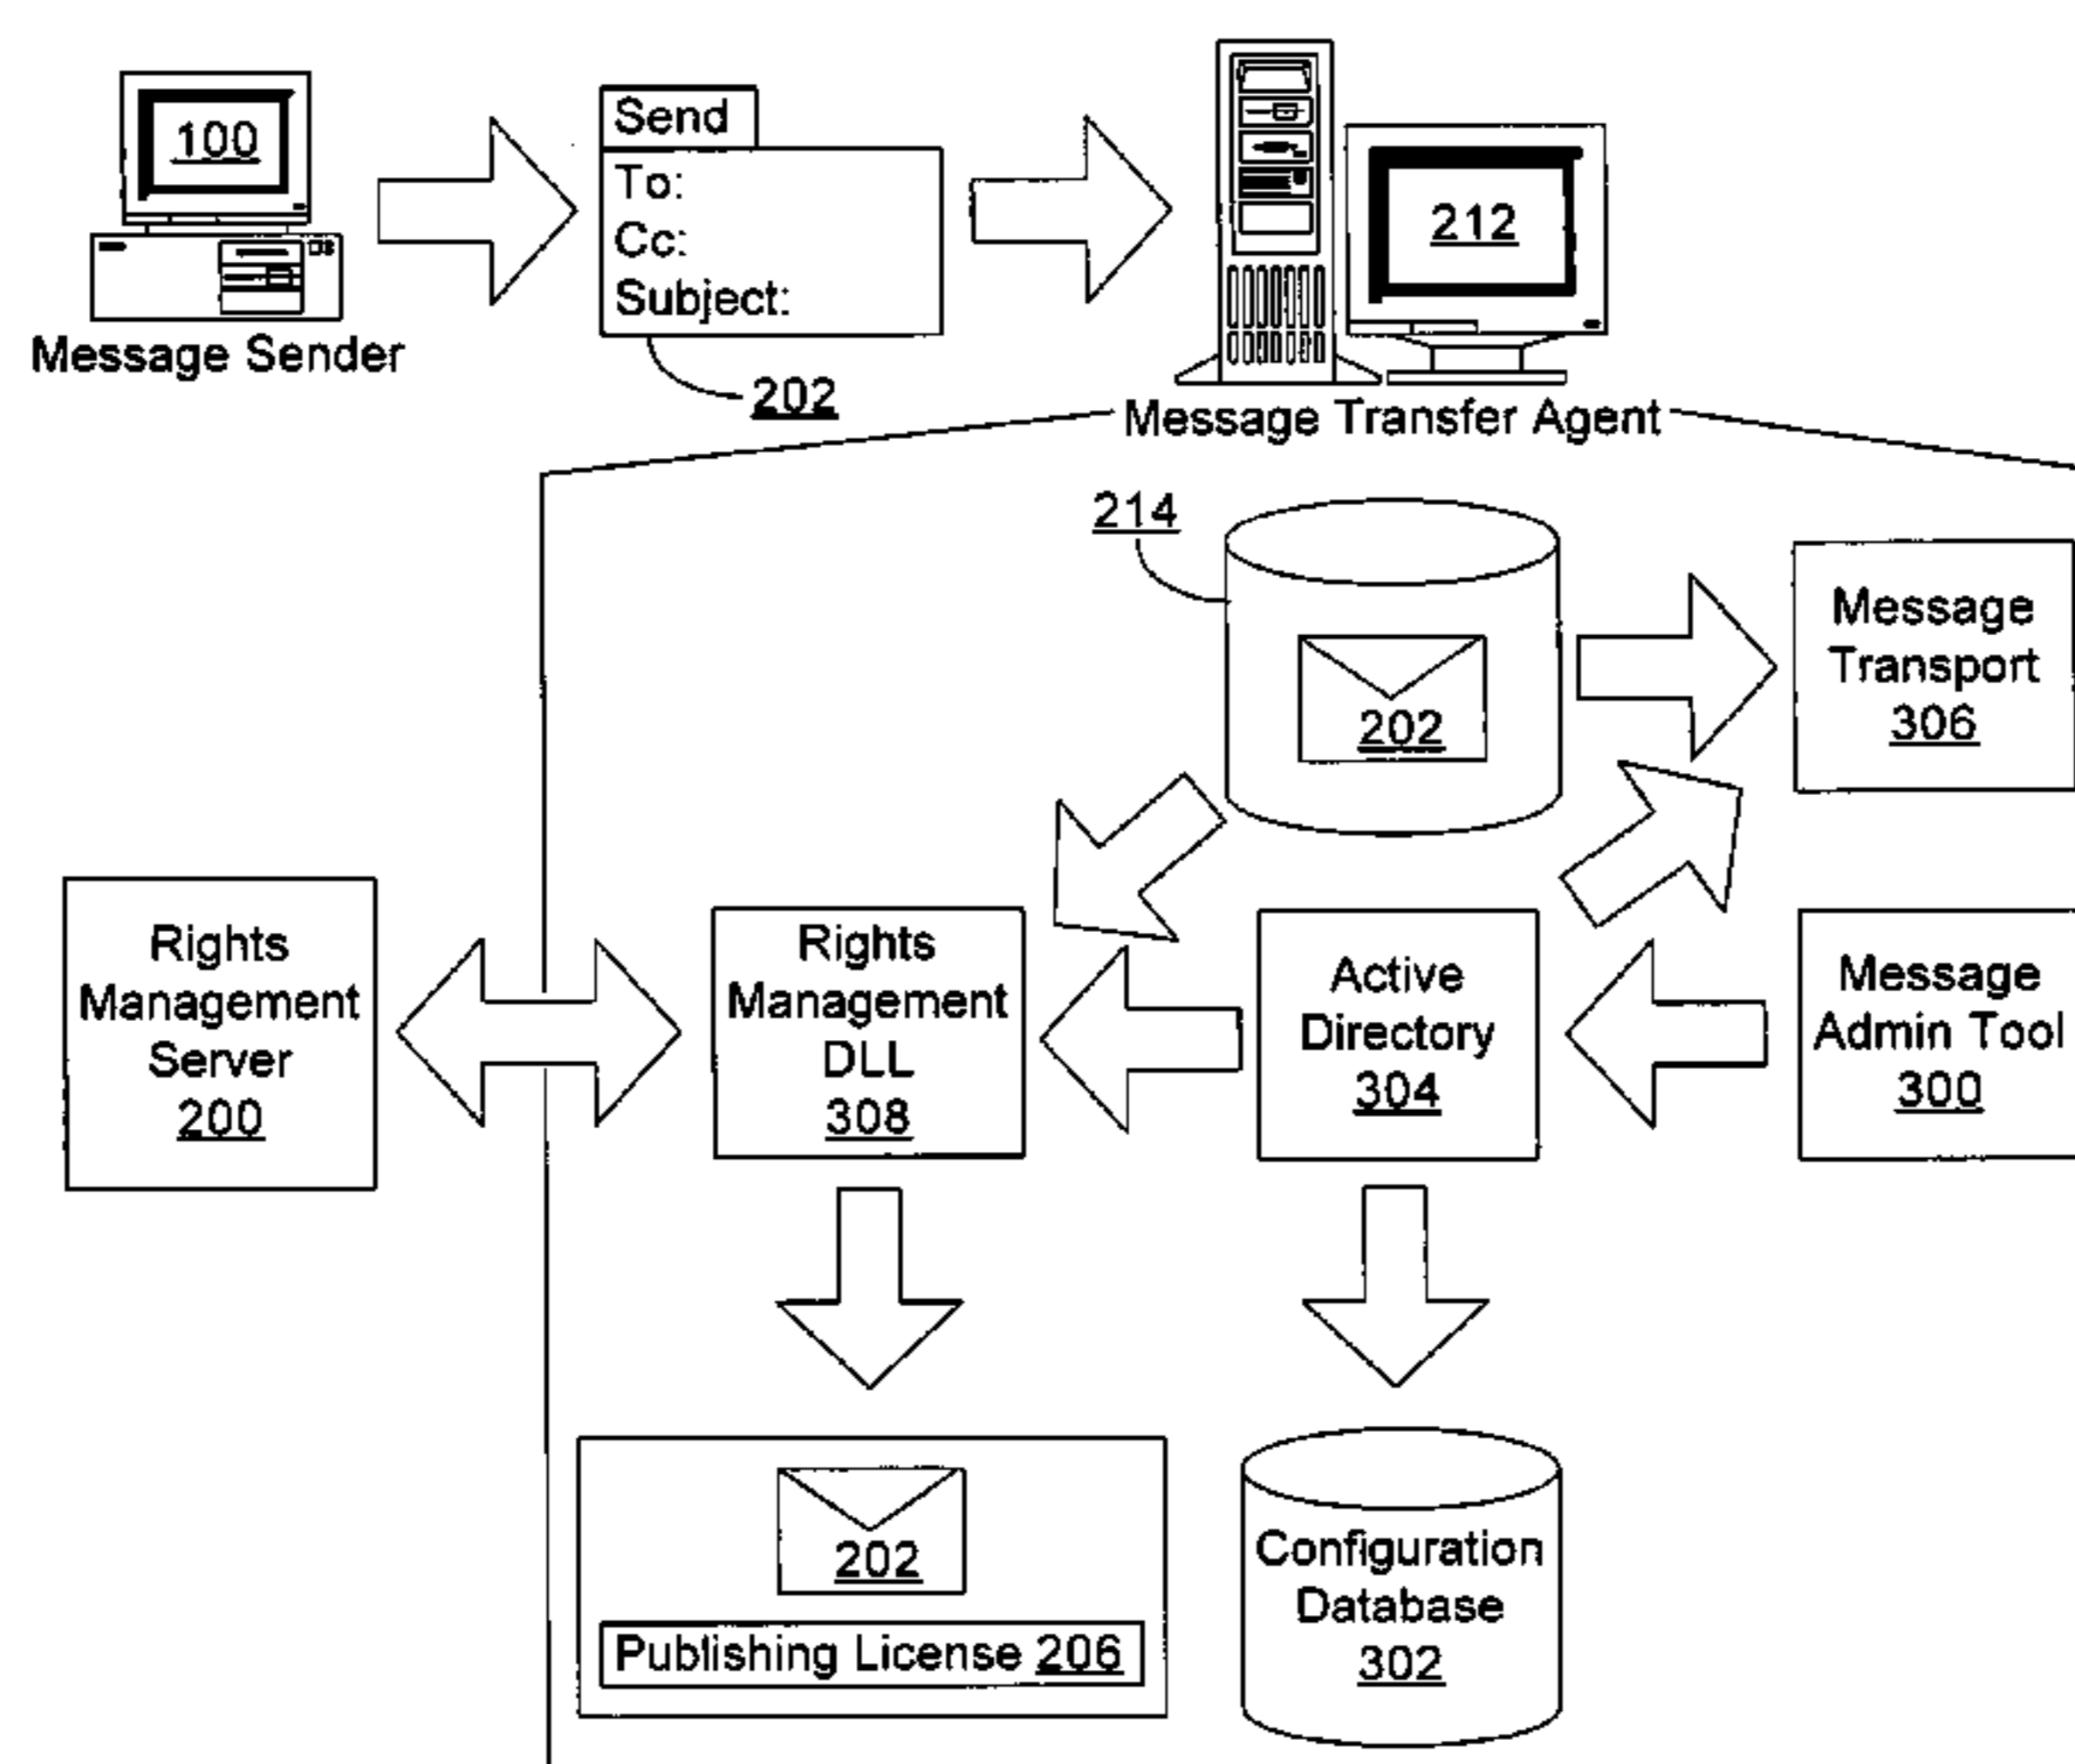 100
Message Sender
Send
To:
Cc:
Subject:
202
212
Message Transfer Agent
214
202
Message
Transport
306
Rights
Management
Server
200
Rights
Management
DLL
308
Active
Directory
304
Message
Admin Tool
300
202
Publishing License 206
Configuration
Database
302